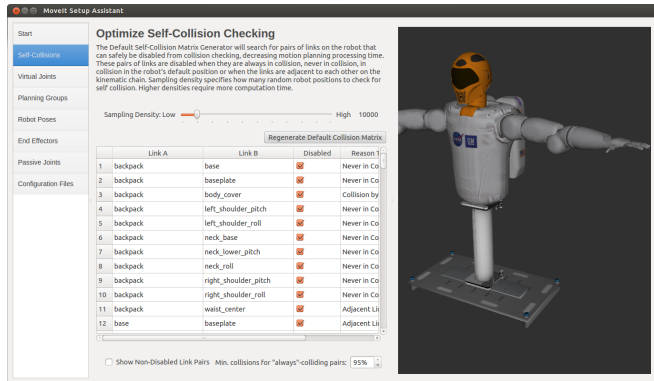 MoveIt Setup Assistant
Start
Self-Collisions
Virtual Joints
Planning Groups
Robot Poses
End Effectors
Passive Joints
Configuration Files
Optimize Self-Collision Checking
The Default Self-Collision Matrix Generator will search for pairs of links on the robot that
can safely be disabled from collision checking, decreasing motion planning processing time.
These pairs of links are disabled when they are always in collision, never in collision, in
collision in the robot's default position or when the links are adjacent to each other on the
kinematic chain. Sampling density specifies how many random robot positions to check for
self collision. Higher densities require more computation time.
Sampling Density: Low High 10000
Regenerate Default Collision Matrix
Link A Link B Disabled Reason T
1 backpack base Never in Co
2 backpack baseplate Never in Co
3 backpack body_cover Collision by
4 backpack left_shoulder_pitch Never in Co
5 backpack left_shoulder_roll Never in Co
6 backpack neck_base Never in Co
7 backpack neck_lower_pitch Never in Co
8 backpack neck_roll Never in Co
9 backpack right_shoulder_pitch Never in Co
10 backpack right_shoulder_roll Never in Co
11 backpack waist_center Adjacent Lin
12 base baseplate Adjacent Lin
Show Non-Disabled Link Pairs Min. collisions for "always"-colliding pairs: 95%
NASA GM